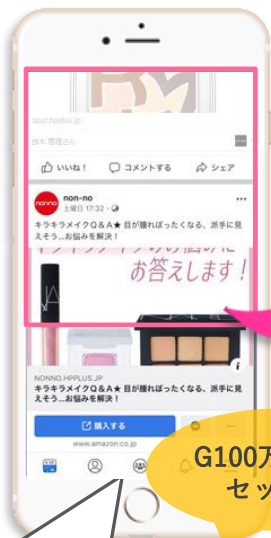 spur.hpplus.jp
鈴木 亜理さん
いいね！ コメントする シェア
non-no
non-no
土曜日 17:32
キラキラメイクQ&A★ 目が腫れぼったくなる、派手に見
えそう...お悩みを解決！
お答えします！
NARS
NONNO.HPPLUS.JP
キラキラメイクQ&A★ 目が腫れぼったくなる、派手に見
えそう...お悩みを解決！
購入する
www.amazon.co.jp
G100万
セッ